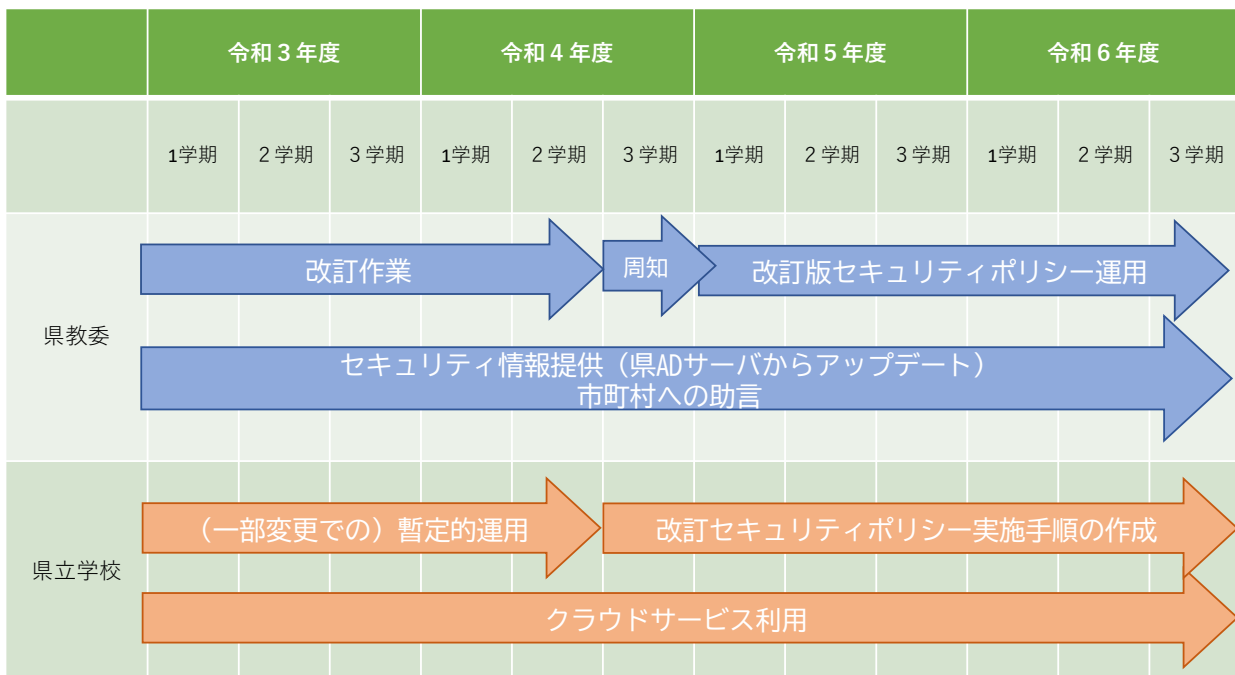 令和３年度
令和４年度
令和５年度
令和６年度
1学期
２学期
３学期
1学期
２学期
３学期
1学期
２学期
３学期
1学期
２学期
３学期
県教委
改訂作業
周知
改訂版セキュリティポリシー運用
セキュリティ情報提供（県ADサーバからアップデート）
市町村への助言
県立学校
（一部変更での）暫定的運用
改訂セキュリティポリシー実施手順の作成
クラウドサービス利用